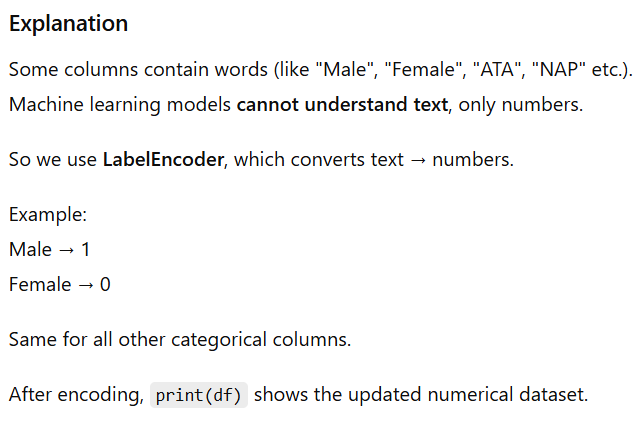 Explanation
Some columns contain words (like "Male", "Female", "ATA", "NAP" etc.).
Machine learning models cannot understand text, only numbers.
So we use LabelEncoder, which converts text → numbers.
Example:
Male → 1
Female → 0
Same for all other categorical columns.
After encoding, print(df) shows the updated numerical dataset.